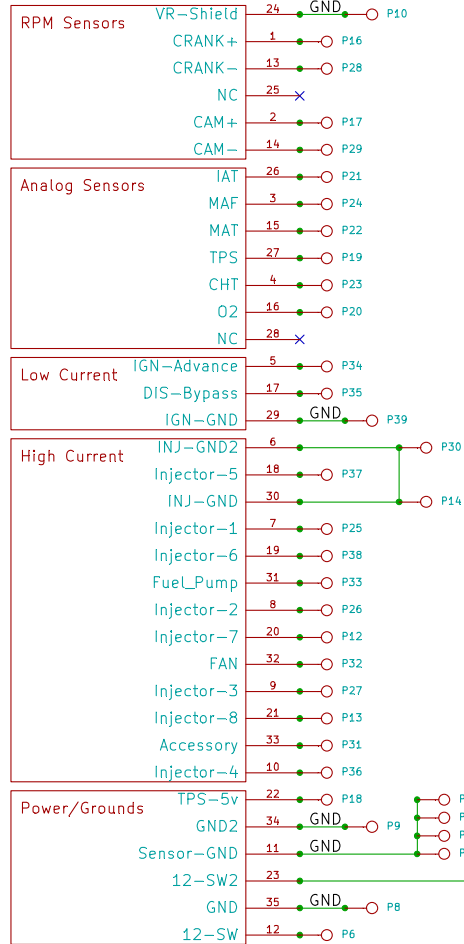 RPM Sensors
VR-Shield 24 GND P10
CRANK+ 1 P16
CRANK- 13 P28
NC 25
CAM+ 2 P17
CAM- 14 P29
Analog Sensors
IAT 26 P21
MAF 3 P24
MAT 15 P22
TPS 27 P19
CHT 4 P23
O2 16 P20
NC 28
Low Current
IGN-Advance 5 P34
DIS-Bypass 17 P35
IGN-GND 29 GND P39
High Current
INJ-GND2 6 P30
Injector-5 18 P37
INJ-GND 30 P14
Injector-1 7 P25
Injector-6 19 P38
Fuel_Pump 31 P33
Injector-2 8 P26
Injector-7 20 P12
FAN 32 P32
Injector-3 9 P27
Injector-8 21 P13
Accessory 33 P31
Injector-4 10 P36
Power/Grounds
TPS-5v 22 P18
GND2 34 GND P9
Sensor-GND 11 GND
12-SW2 23
GND 35 GND P8
12-SW 12 P6